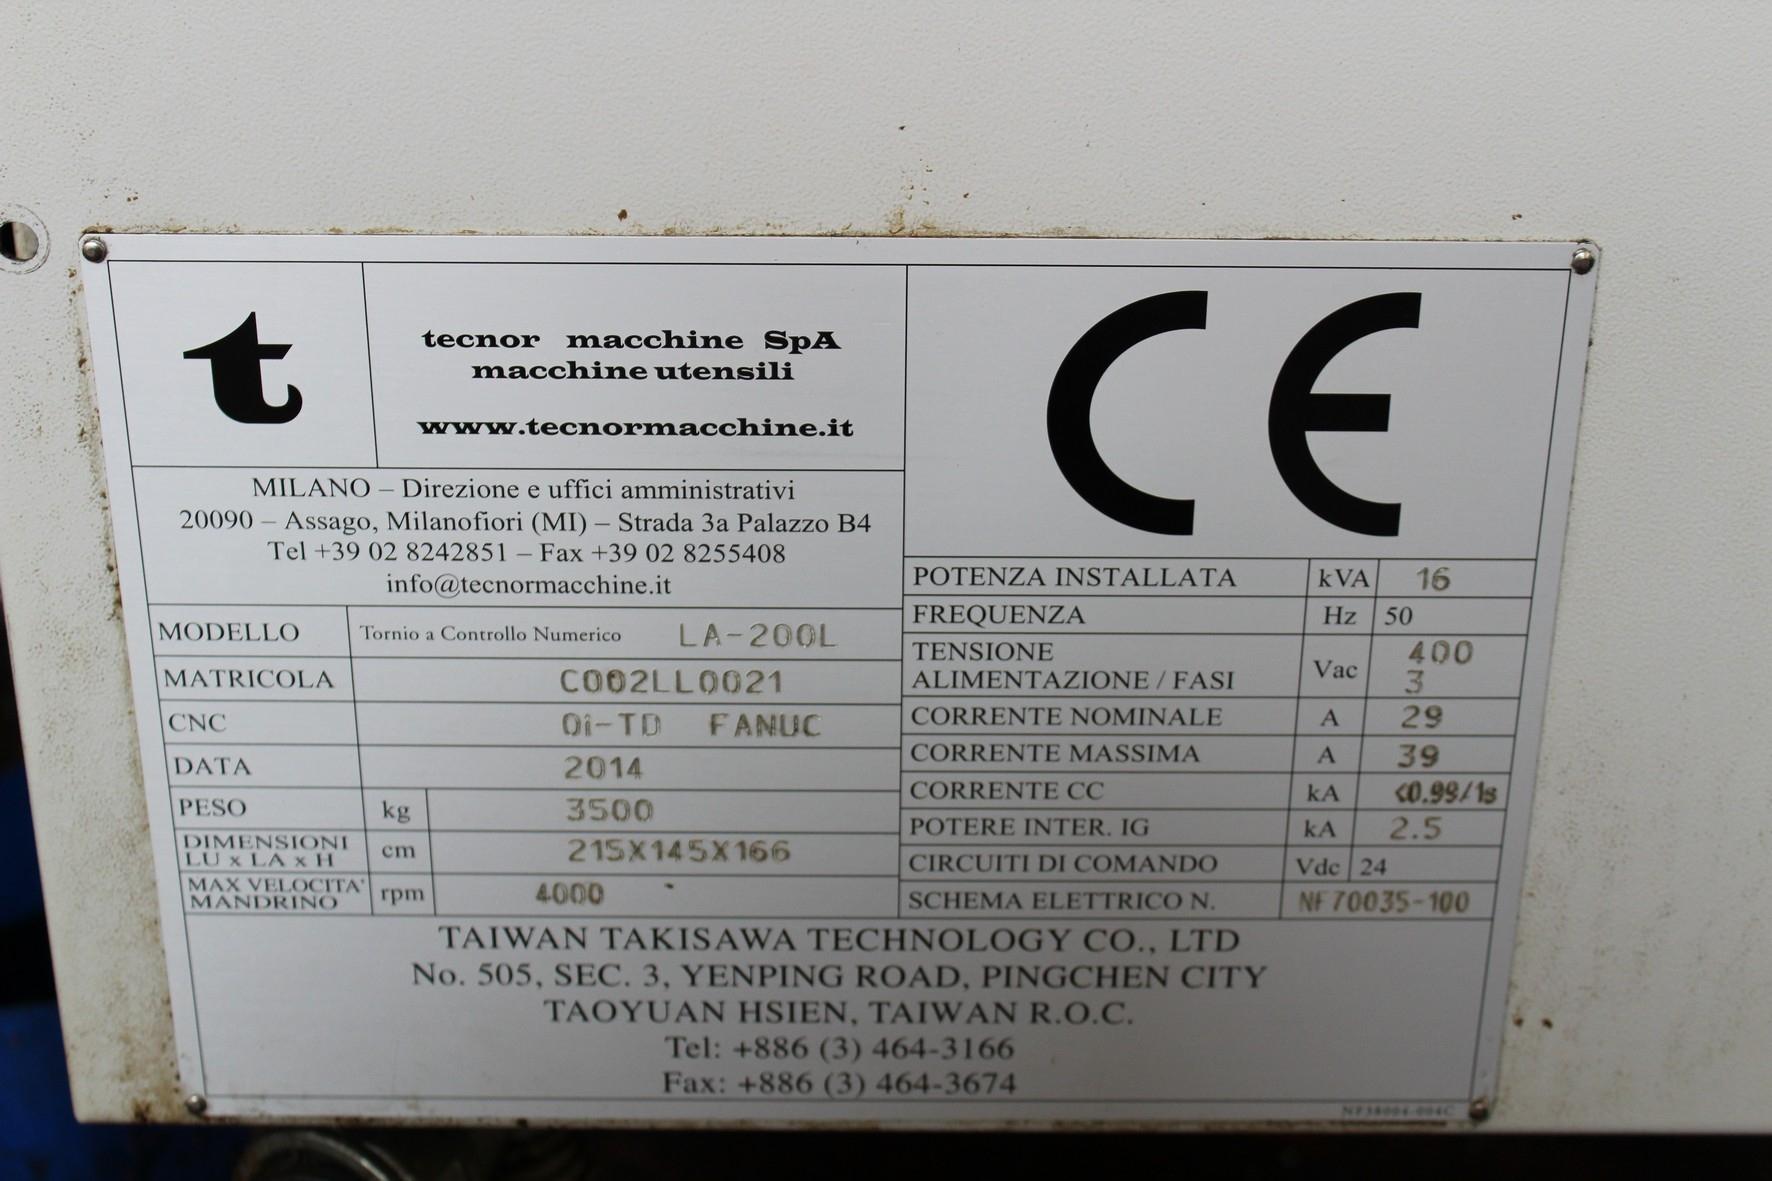 t
tecnor macchine SpA
macchine utensili
www.tecnormacchine.it
CE
MILANO – Direzione e uffici amministrativi
20090 – Assago, Milanofiori (MI) – Strada 3a Palazzo B4
Tel +39 02 8242851 – Fax +39 02 8255408
info@tecnormacchine.it
MODELLO Tornio a Controllo Numerico LA-200L
MATRICOLA C002LL0021
CNC 0i-TD FANUC
DATA 2014
PESO kg 3500
DIMENSIONI
LU x LA x H cm 215X145X166
MAX VELOCITA'
MANDRINO rpm 4000
POTENZA INSTALLATA kVA 16
FREQUENZA Hz 50
TENSIONE 400
ALIMENTAZIONE / FASI Vac 3
CORRENTE NOMINALE A 29
CORRENTE MASSIMA A 39
CORRENTE CC kA <0.99/1s
POTERE INTER. IG kA 2.5
CIRCUITI DI COMANDO Vdc 24
SCHEMA ELETTRICO N. NF70035-100
TAIWAN TAKISAWA TECHNOLOGY CO., LTD
No. 505, SEC. 3, YENPING ROAD, PINGCHEN CITY
TAOYUAN HSIEN, TAIWAN R.O.C.
Tel: +886 (3) 464-3166
Fax: +886 (3) 464-3674
NF38004-004C